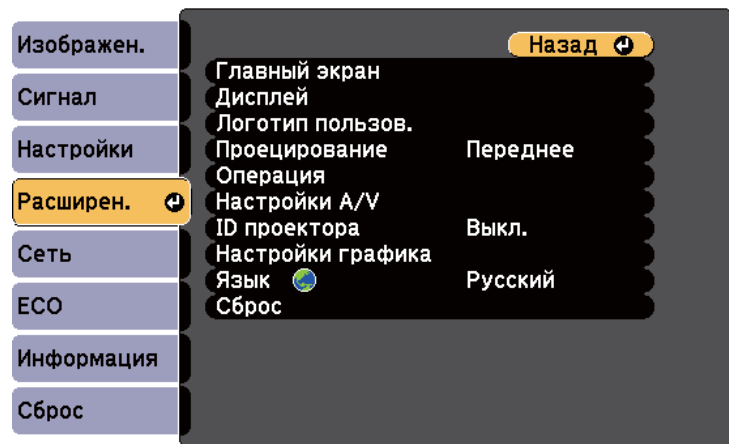 Изображен.
Сигнал
Настройки
Расширен.
Сеть
ECO
Информация
Сброс
Назад
Главный экран
Дисплей
Логотип пользов.
Проецирование Переднее
Операция
Настройки A/V
ID проектора Выкл.
Настройки графика
Язык Русский
Сброс